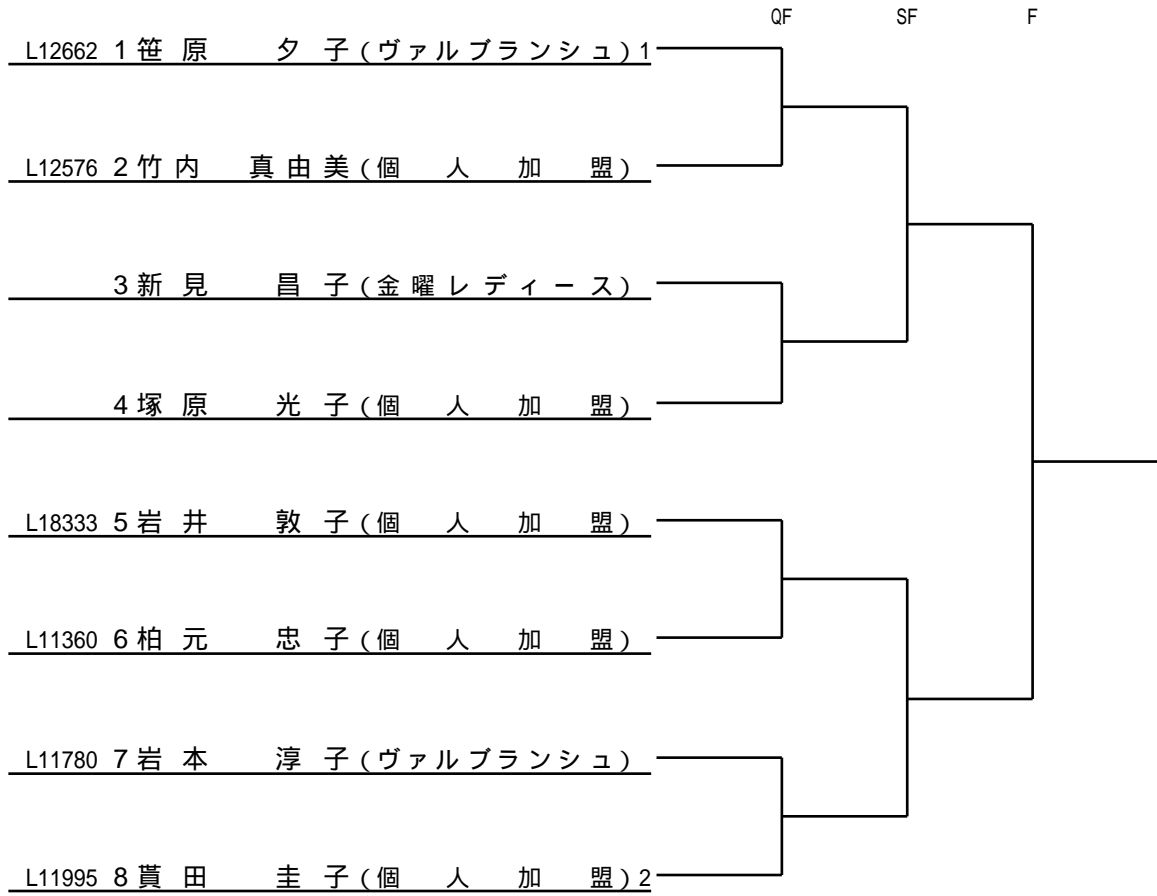 QF SF F
L12662 1 笹原 夕子(ヴァルブランシュ)1
L12576 2 竹内 真由美(個人加盟)
3 新見 昌子(金曜レディース)
4 塚原 光子(個人加盟)
L18333 5 岩井 敦子(個人加盟)
L11360 6 柏元 忠子(個人加盟)
L11780 7 岩本 淳子(ヴァルブランシュ)
L11995 8 貰田 圭子(個人加盟)2